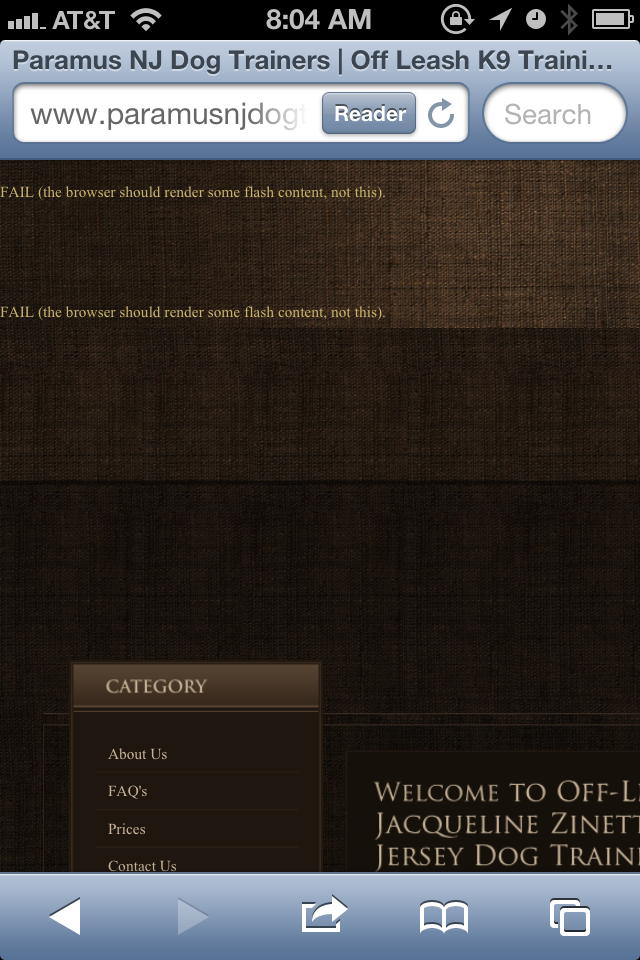 AT&T 8:04 AM
Paramus NJ Dog Trainers | Off Leash K9 Traini...
www.paramusnjdogt Reader Search
FAIL (the browser should render some flash content, not this).
FAIL (the browser should render some flash content, not this).
CATEGORY
About Us
FAQ's
Prices
Contact Us
WELCOME TO OFF-L
JACQUELINE ZINETT
JERSEY DOG TRAIN